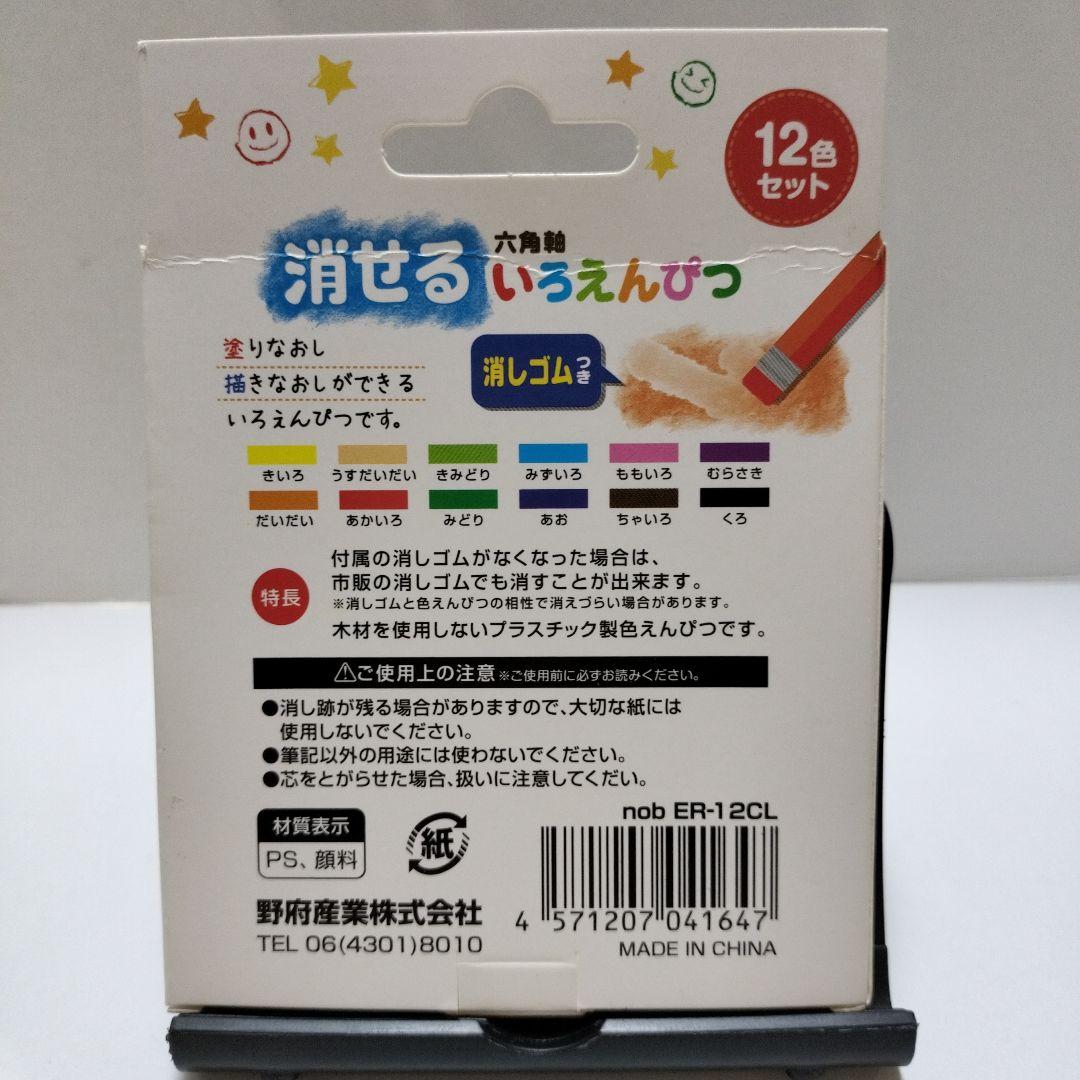 12色
セット
消せる
六角軸
いろえんぴつ
塗りなおし
描きなおしができる
いろえんぴつです。
消しゴムつき
きいろ うすだいだい きみどり みずいろ ももいろ むらさき
だいだい あかいろ みどり あお ちゃいろ くろ
特長
付属の消しゴムがなくなった場合は、
市販の消しゴムでも消すことが出来ます。
※消しゴムと色えんぴつの相性で消えづらい場合があります。
木材を使用しないプラスチック製色えんぴつです。
⚠ご使用上の注意 ※ご使用前に必ずお読みください。
●消し跡が残る場合がありますので、大切な紙には
使用しないでください。
●筆記以外の用途には使わないでください。
●芯をとがらせた場合、扱いに注意してくだい。
材質表示
PS、顔料
紙
nob ER-12CL
4 571207 041647
野府産業株式会社
TEL 06(4301)8010
MADE IN CHINA